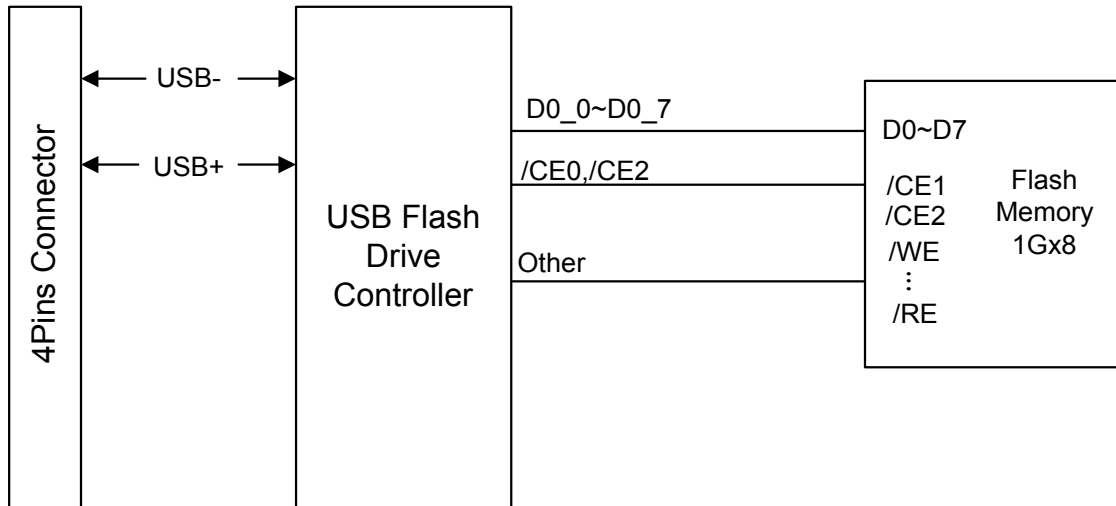 4Pins Connector
USB-
USB+
USB Flash
Drive
Controller
D0_0~D0_7
/CE0,/CE2
Other
D0~D7
/CE1
/CE2
/WE
⋮
/RE
Flash
Memory
1Gx8